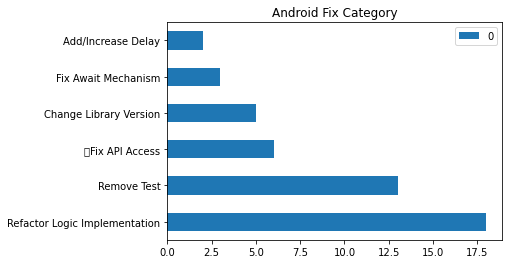 Android Fix Category
0
Add/Increase Delay
Fix Await Mechanism
Change Library Version
▯Fix API Access
Remove Test
Refactor Logic Implementation
0.0 2.5 5.0 7.5 10.0 12.5 15.0 17.5